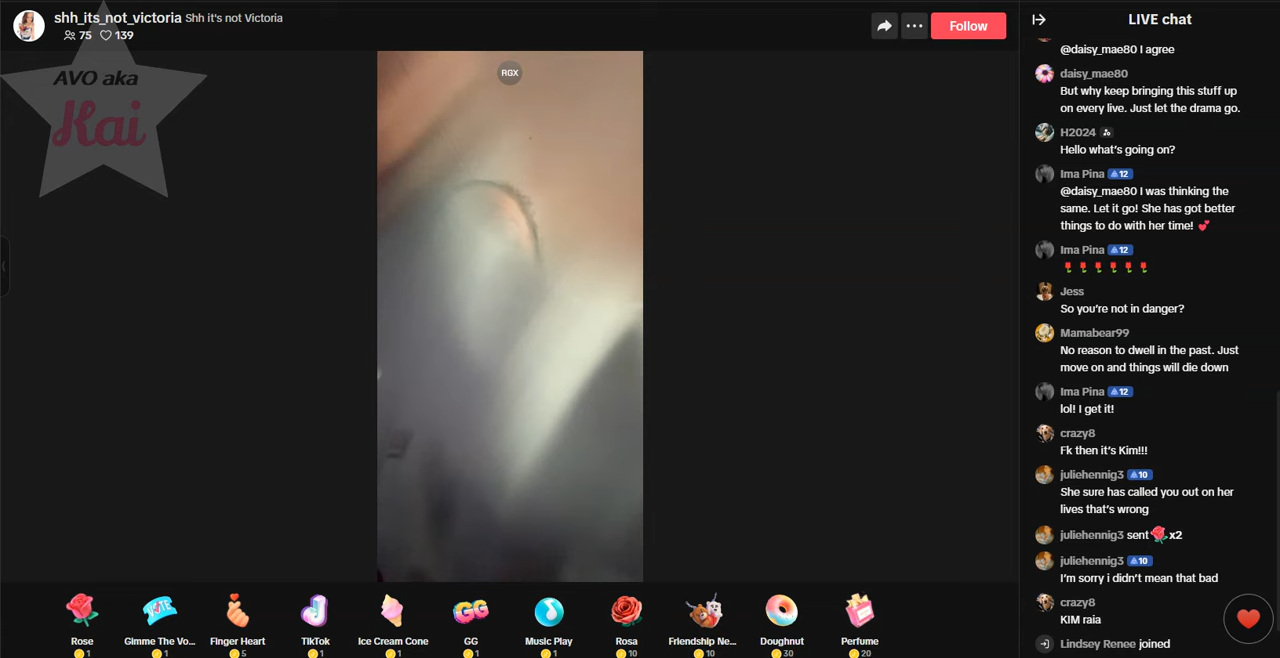 shh_its_not_victoria Shh it's not Victoria
75 139
Follow
AVO aka
Kai
RGX
LIVE chat
@daisy_mae80 I agree
daisy_mae80
But why keep bringing this stuff up
on every live. Just let the drama go.
H2024
Hello what's going on?
Ima Pina 12
@daisy_mae80 I was thinking the
same. Let it go! She has got better
things to do with her time! 💕
Ima Pina 12
🌹🌹🌹🌹🌹🌹
Jess
So you're not in danger?
Mamabear99
No reason to dwell in the past. Just
move on and things will die down
Ima Pina 12
lol! I get it!
crazy8
Fk then it's Kim!!!
juliehennig3 10
She sure has called you out on her
lives that's wrong
juliehennig3 sent 🌹x2
juliehennig3 10
I'm sorry i didn't mean that bad
crazy8
KIM raia
Lindsey Renee joined
Rose Gimme The Vo... Finger Heart TikTok Ice Cream Cone GG Music Play Rosa Friendship Ne... Doughnut Perfume
1 1 5 1 1 1 1 10 10 30 20